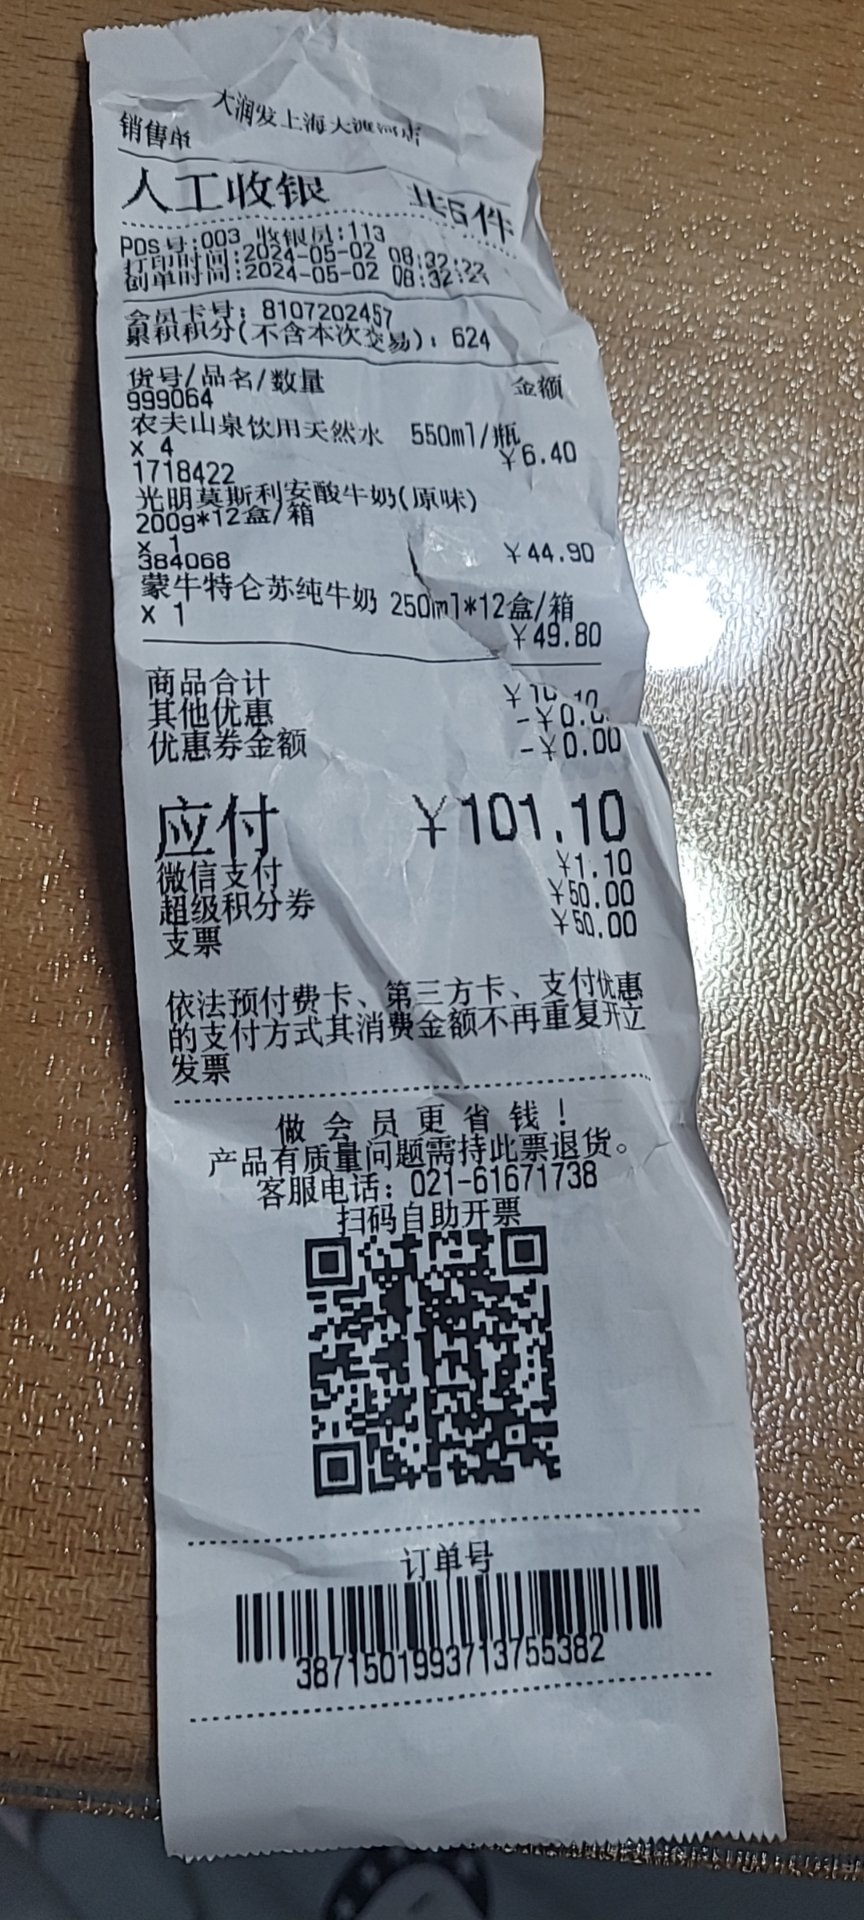 大润发上海大渡河店
销售单
人工收银 共6件
POS号:003 收银员:113
打印时间:2024-05-02 08:32:22
创单时间:2024-05-02 08:32:2
会员卡号: 8107202457
累积积分(不含本次交易): 624
货号/品名/数量 金额
999064
农夫山泉饮用天然水 550ml/瓶
x 4 ￥6.40
1718422
光明莫斯利安酸牛奶(原味)
200g*12盒/箱
x 1 ￥44.90
384068
蒙牛特仑苏纯牛奶 250ml*12盒/箱
x 1 ￥49.80
商品合计
其他优惠
优惠券金额 -￥0.00
应付 ￥101.10
微信支付 ￥1.10
超级积分券 ￥50.00
支票 ￥50.00
依法预付费卡、第三方卡、支付优惠
的支付方式其消费金额不再重复开立
发票
做会员更省钱!
产品有质量问题需持此票退货。
客服电话: 021-61671738
扫码自助开票
订单号
3871501993713755382